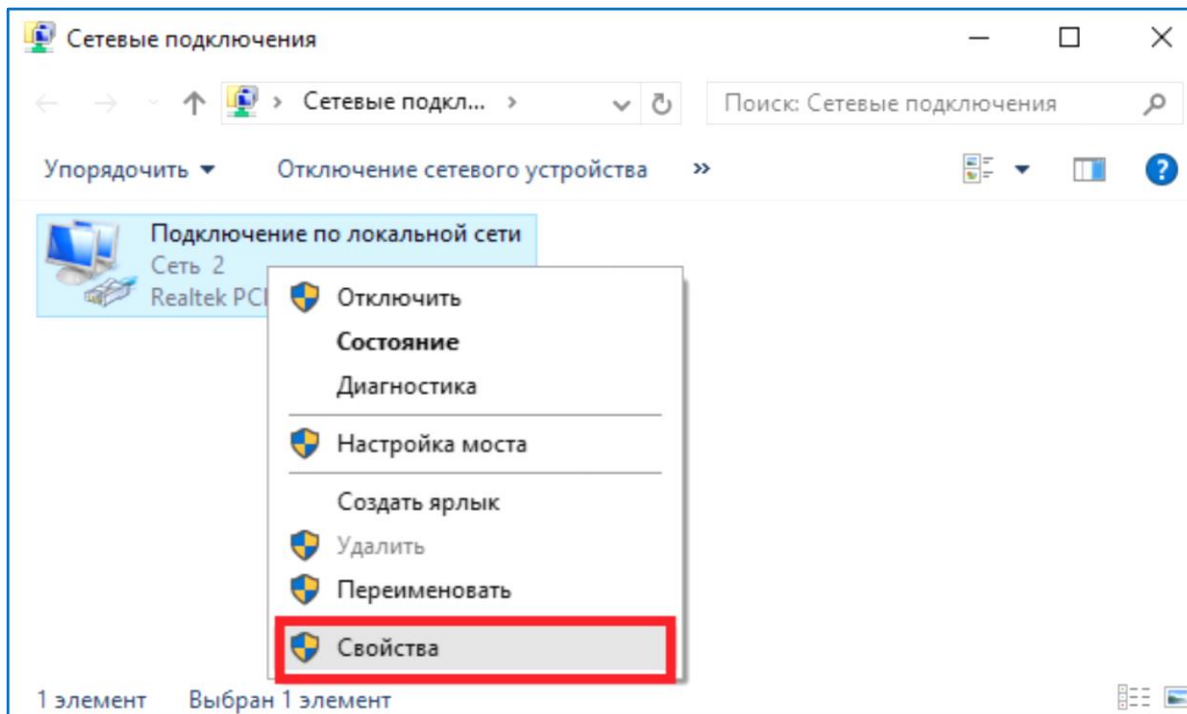 Сетевые подключения
Сетевые подкл...
Поиск: Сетевые подключения
Упорядочить
Отключение сетевого устройства
»
Подключение по локальной сети
Сеть 2
Realtek PCI
Отключить
Состояние
Диагностика
Настройка моста
Создать ярлык
Удалить
Переименовать
Свойства
1 элемент
Выбран 1 элемент